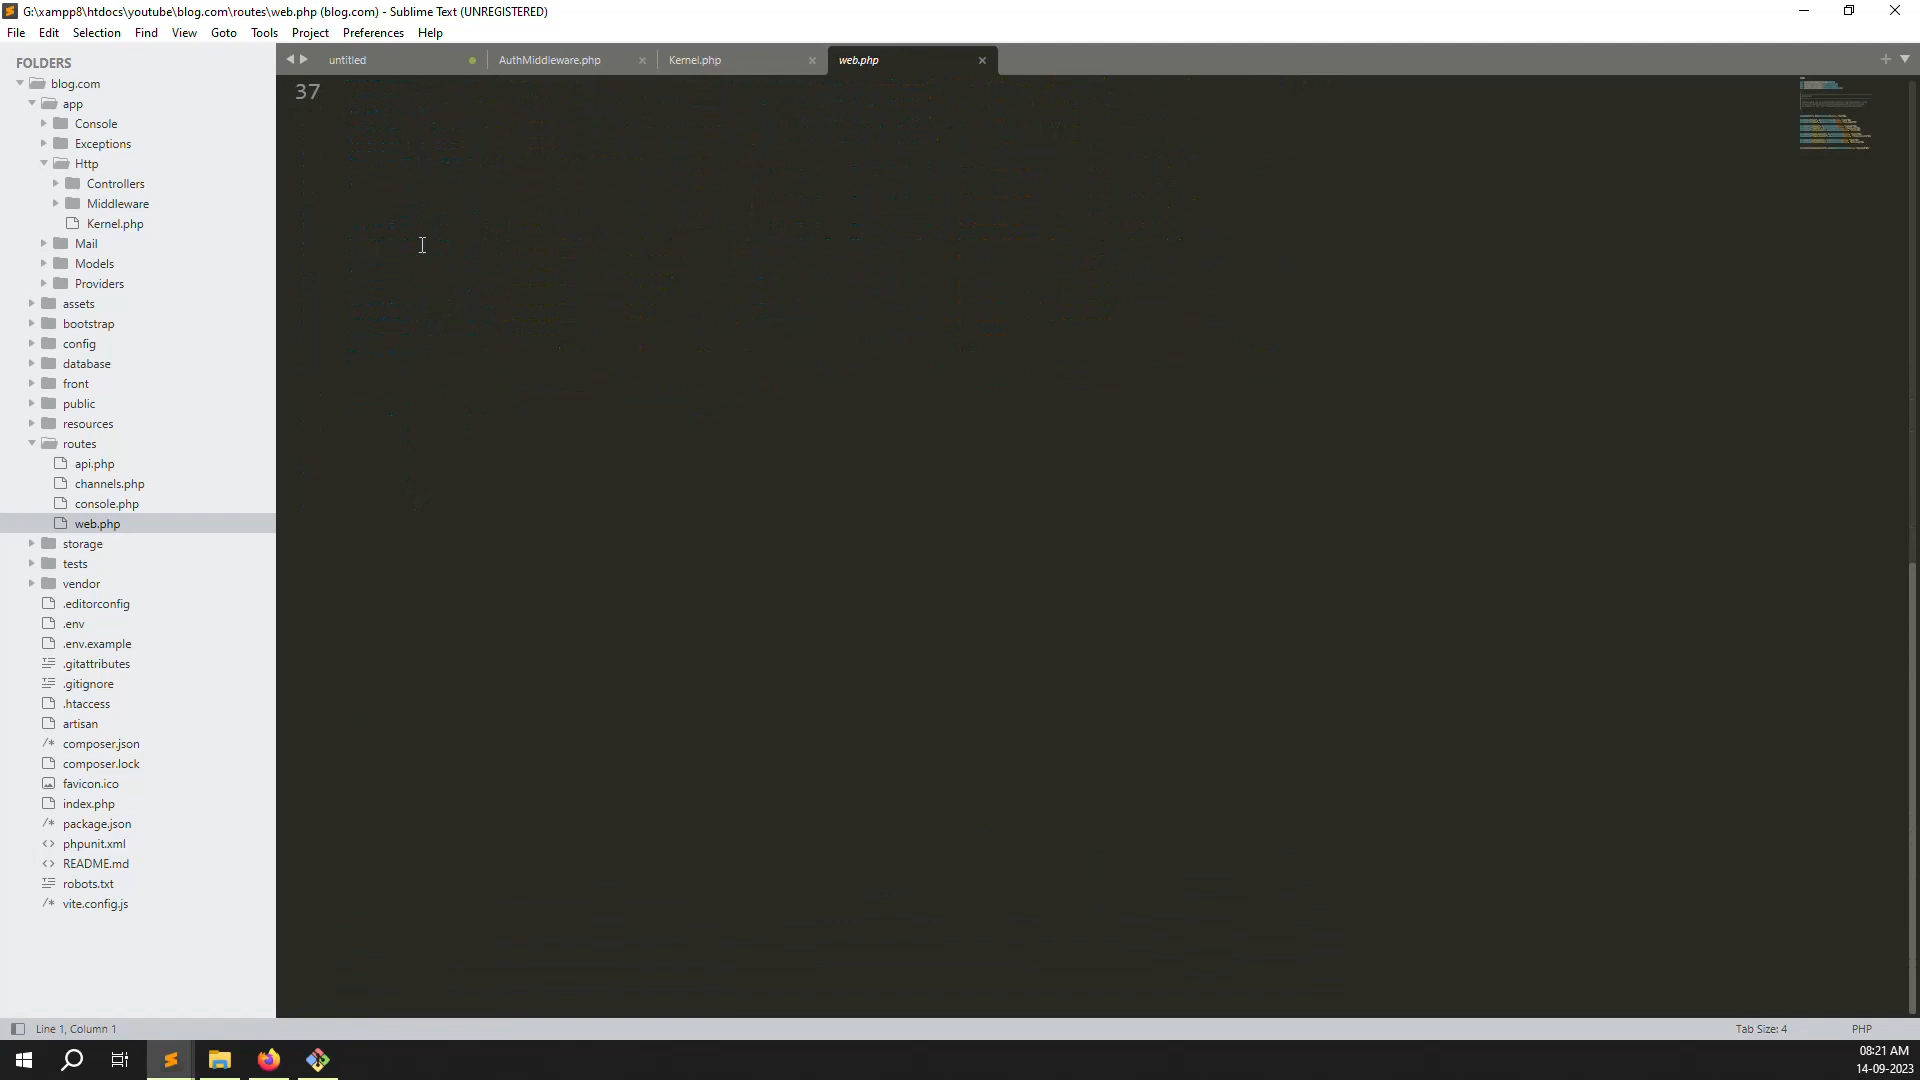 G:\xampp8\htdocs\youtube\blog.com\routes\web.php (blog.com) - Sublime Text (UNREGISTERED)
File Edit Selection Find View Goto Tools Project Preferences Help
FOLDERS
untitled AuthMiddleware.php Kernel.php web.php
37
blog.com
app
Console
Exceptions
Http
Controllers
Middleware
Kernel.php
Mail
Models
Providers
assets
bootstrap
config
database
front
public
resources
routes
api.php
channels.php
console.php
web.php
storage
tests
vendor
.editorconfig
.env
.env.example
.gitattributes
.gitignore
.htaccess
artisan
composer.json
composer.lock
favicon.ico
index.php
package.json
phpunit.xml
README.md
robots.txt
vite.config.js
Line 1, Column 1 Tab Size: 4 PHP
08:21 AM
14-09-2023